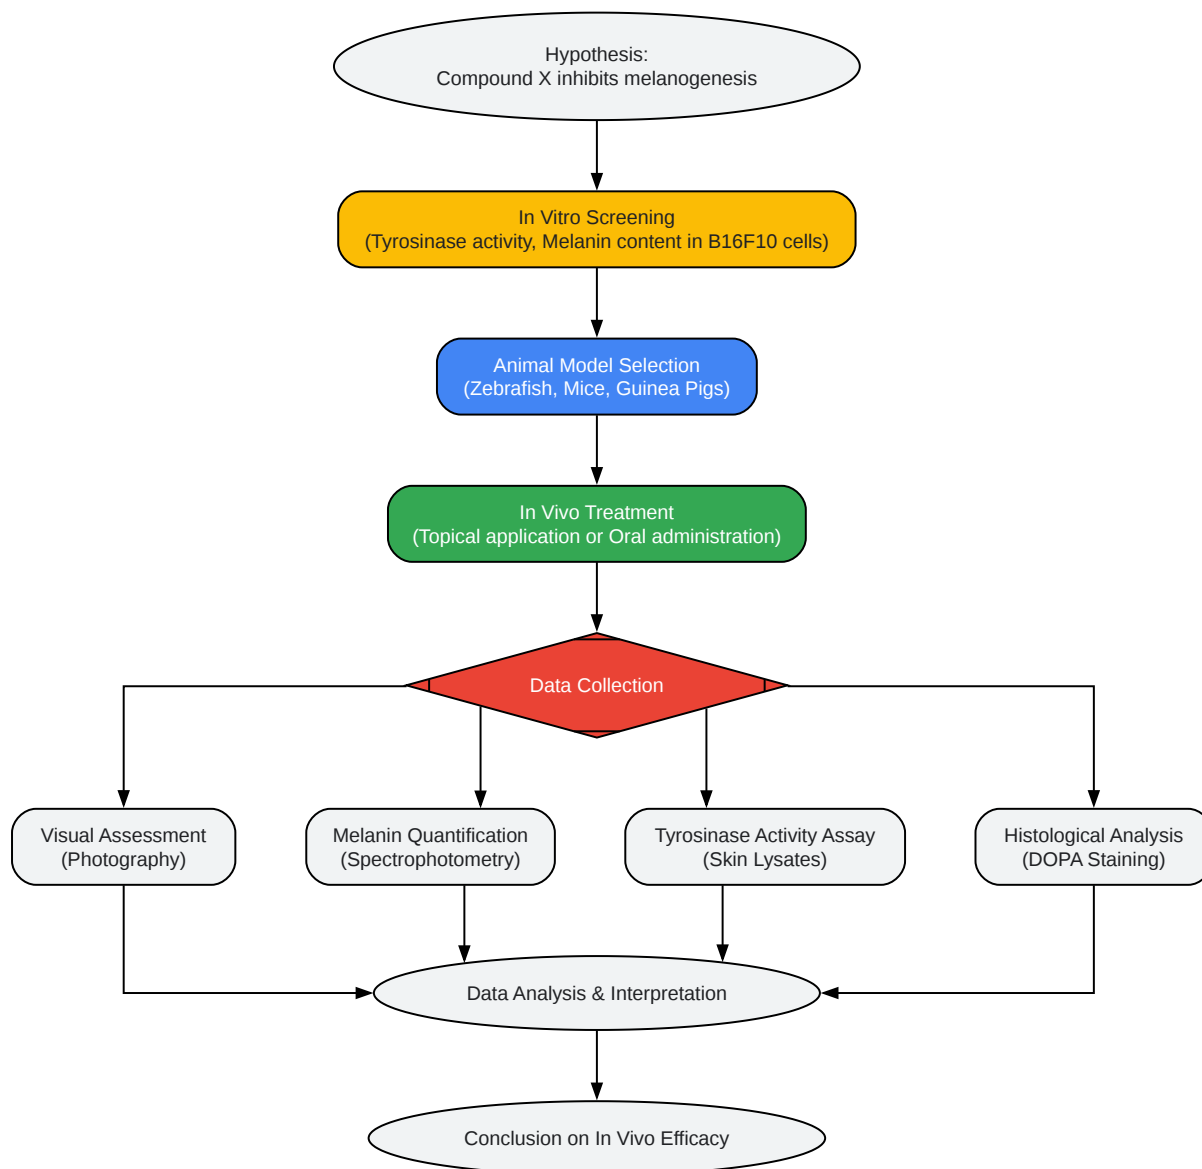 Hypothesis:
Compound X inhibits melanogenesis
In Vitro Screening
(Tyrosinase activity, Melanin content in B16F10 cells)
Animal Model Selection
(Zebrafish, Mice, Guinea Pigs)
In Vivo Treatment
(Topical application or Oral administration)
Data Collection
Visual Assessment
(Photography)
Melanin Quantification
(Spectrophotometry)
Tyrosinase Activity Assay
(Skin Lysates)
Histological Analysis
(DOPA Staining)
Data Analysis & Interpretation
Conclusion on In Vivo Efficacy